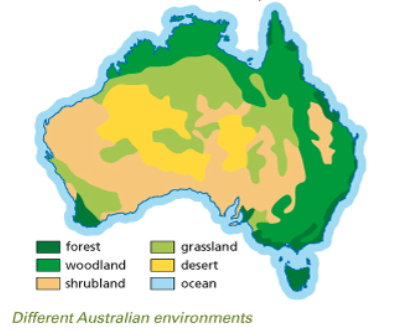 forest
grassland
woodland
desert
shrubland
ocean
Different Australian environments